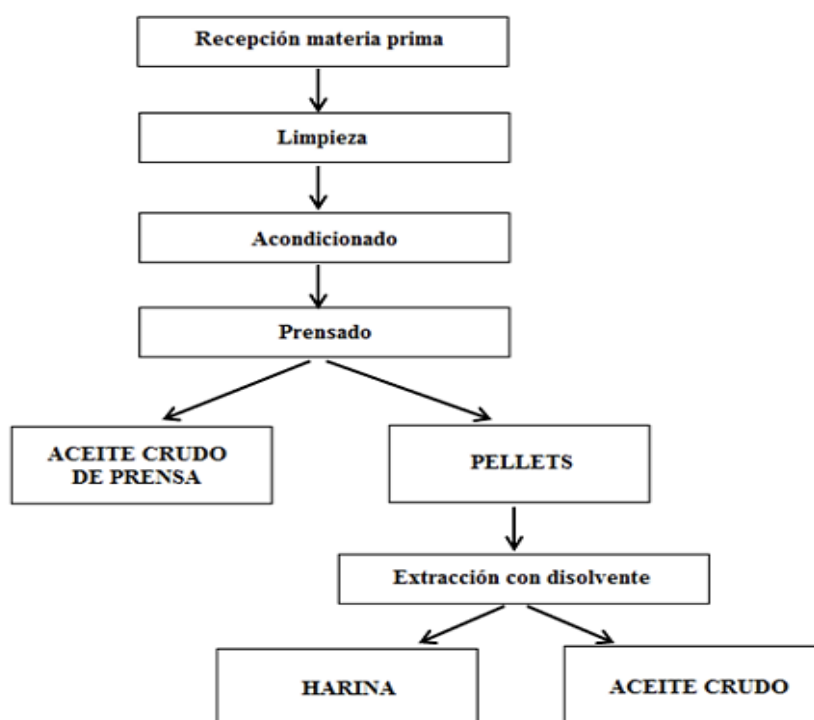 Recepción materia prima
Limpieza
Acondicionado
Prensado
ACEITE CRUDO
DE PRENSA
PELLETS
Extracción con disolvente
HARINA
ACEITE CRUDO